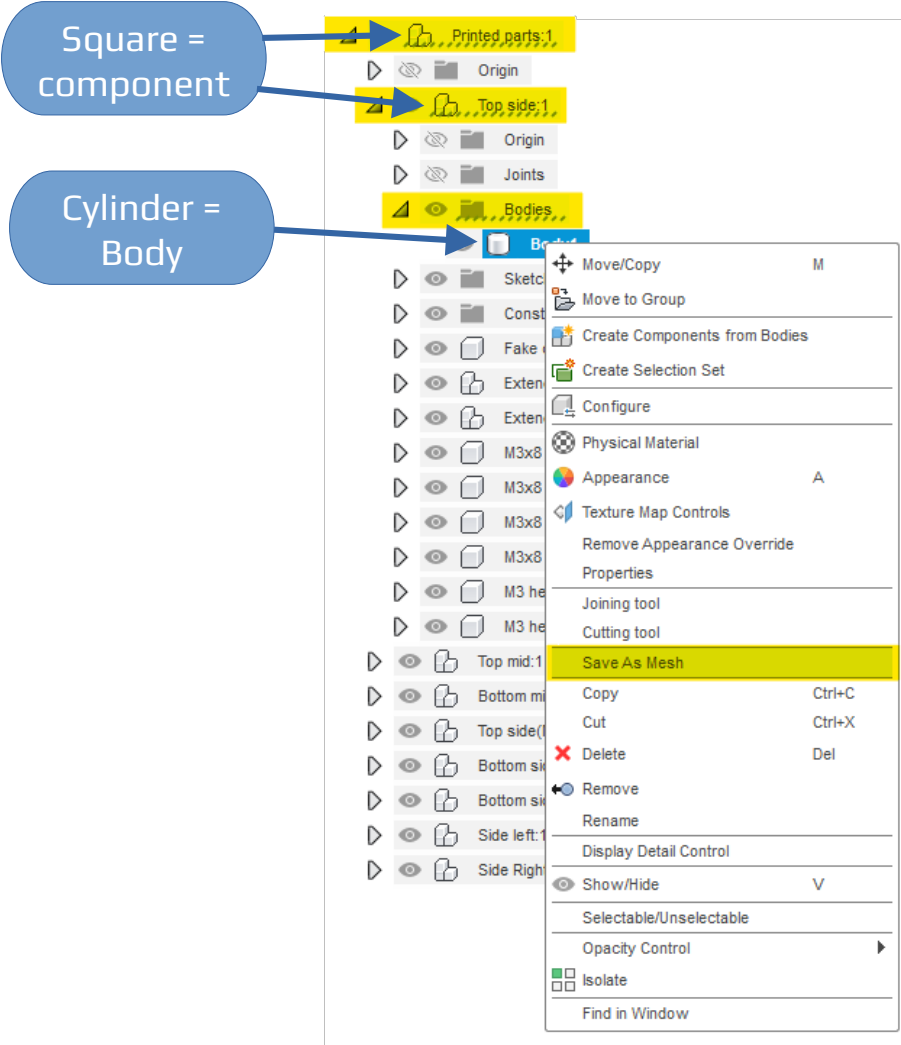 Square =
component
Cylinder =
Body
Printed parts:1
Origin
Top side:1
Origin
Joints
Bodies
Body1
Sketc
Const
Fake
Exten
Exten
M3x8
M3x8
M3x8
M3x8
M3 he
M3 he
Top mid:1
Bottom mi
Top side(
Bottom sid
Bottom sid
Side left:1
Side Right
Move/Copy M
Move to Group
Create Components from Bodies
Create Selection Set
Configure
Physical Material
Appearance A
Texture Map Controls
Remove Appearance Override
Properties
Joining tool
Cutting tool
Save As Mesh
Copy Ctrl+C
Cut Ctrl+X
Delete Del
Remove
Rename
Display Detail Control
Show/Hide V
Selectable/Unselectable
Opacity Control
Isolate
Find in Window